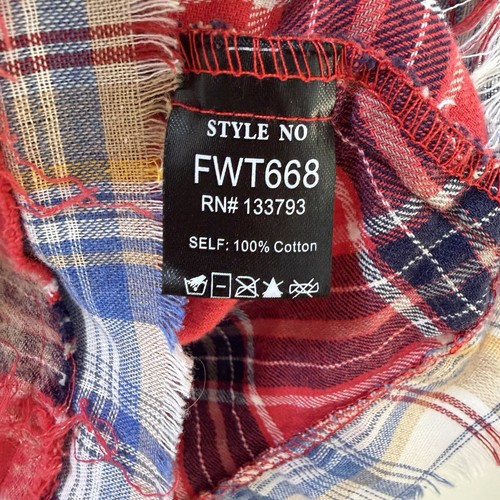 STYLE NO
FWT668
RN# 133793
SELF: 100% Cotton